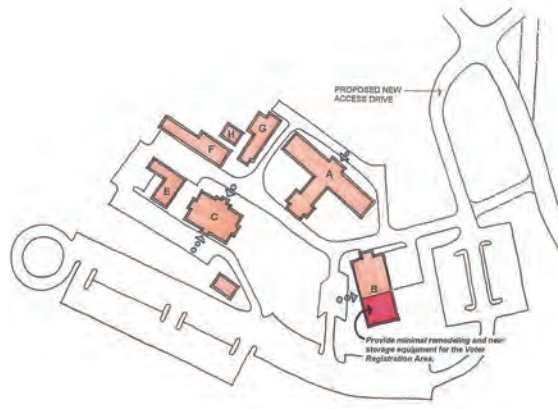 PROPOSED NEW
ACCESS DRIVE
H
G
F
A
E
C
B
Provide minimal remodeling and new
storage equipment for the Voter
Registration Area.